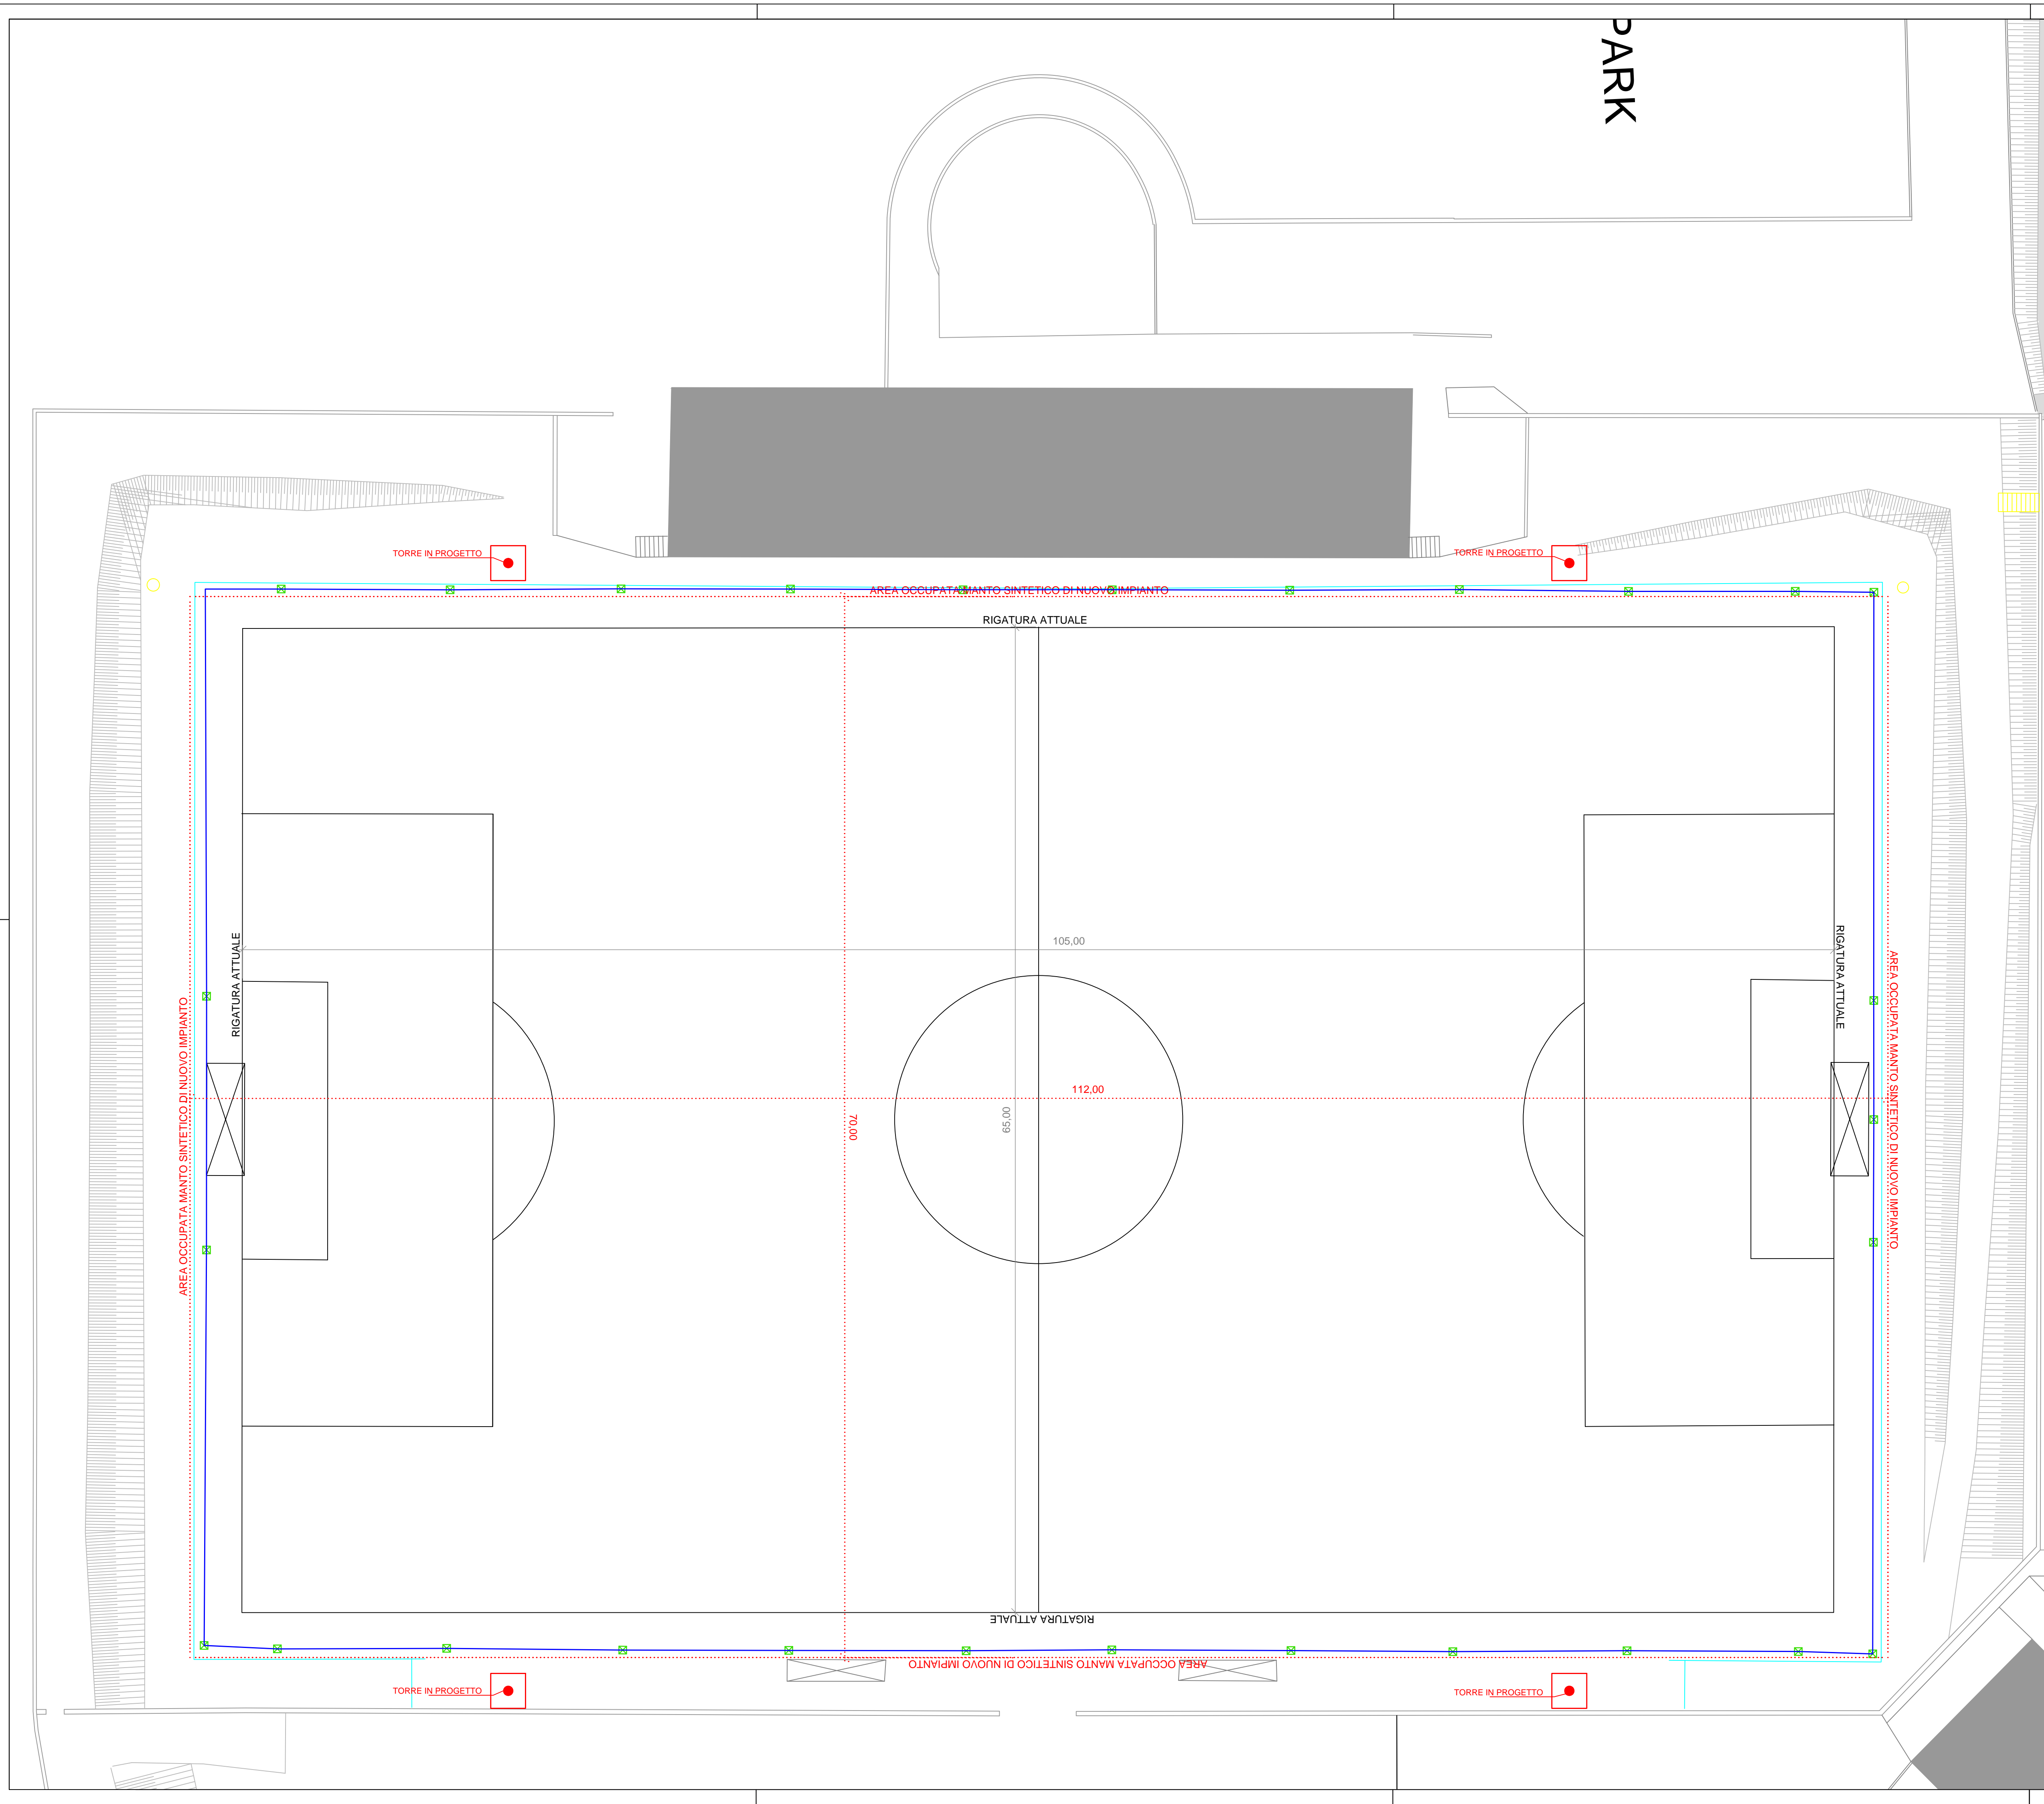 PARK
TORRE IN PROGETTO
TORRE IN PROGETTO
AREA OCCUPATA MANTO SINTETICO DI NUOVO IMPIANTO
RIGATURA ATTUALE
RIGATURA ATTUALE
105,00
RIGATURA ATTUALE
AREA OCCUPATA MANTO SINTETICO DI NUOVO IMPIANTO
AREA OCCUPATA MANTO SINTETICO DI NUOVO IMPIANTO
112,00
70,00
65,00
RIGATURA ATTUALE
AREA OCCUPATA MANTO SINTETICO DI NUOVO IMPIANTO
TORRE IN PROGETTO
TORRE IN PROGETTO